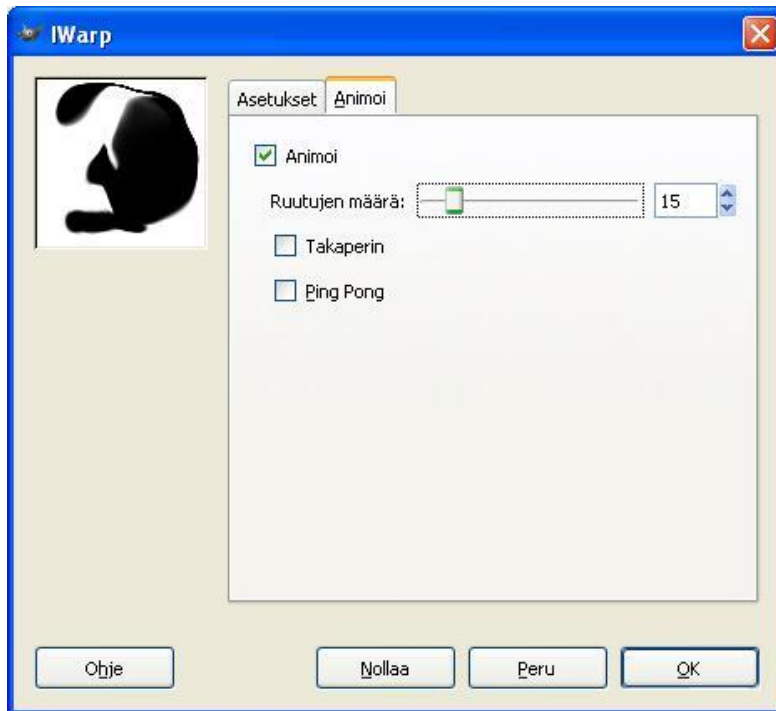 IWarp
Asetukset Animoi
Animoi
Ruutujen määrä: 15
Takaperin
Ping Pong
Ohje Nollaa Peru OK